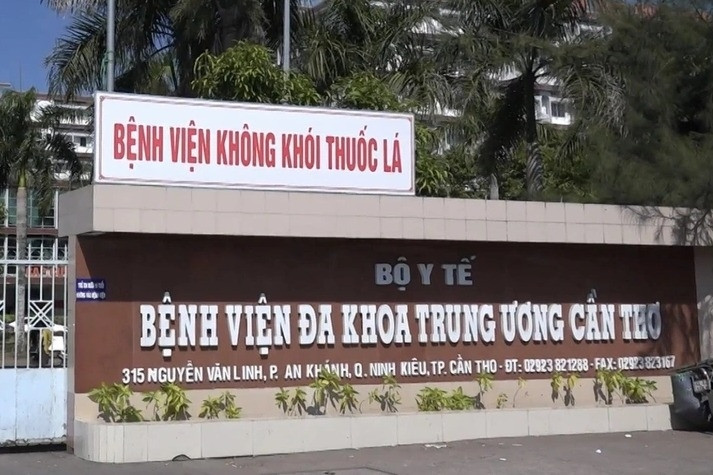 BỆNH VIỆN KHÔNG KHÓI THUỐC LÁ
BỘ Y TẾ
BỆNH VIỆN ĐA KHOA TRUNG ƯƠNG CẦN THƠ
315 NGUYỄN VĂN LINH, P. AN KHÁNH, Q. NINH KIỀU, TP. CẦN THƠ - ĐT: 02923 821288 - FAX: 02923 823167